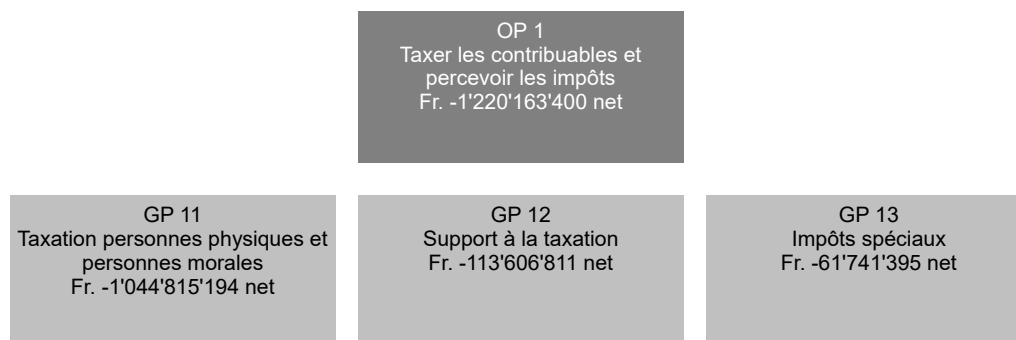 OP 1
Taxer les contribuables et
percevoir les impôts
Fr. -1'220'163'400 net
GP 11
Taxation personnes physiques et
personnes morales
Fr. -1'044'815'194 net
GP 12
Support à la taxation
Fr. -113'606'811 net
GP 13
Impôts spéciaux
Fr. -61'741'395 net